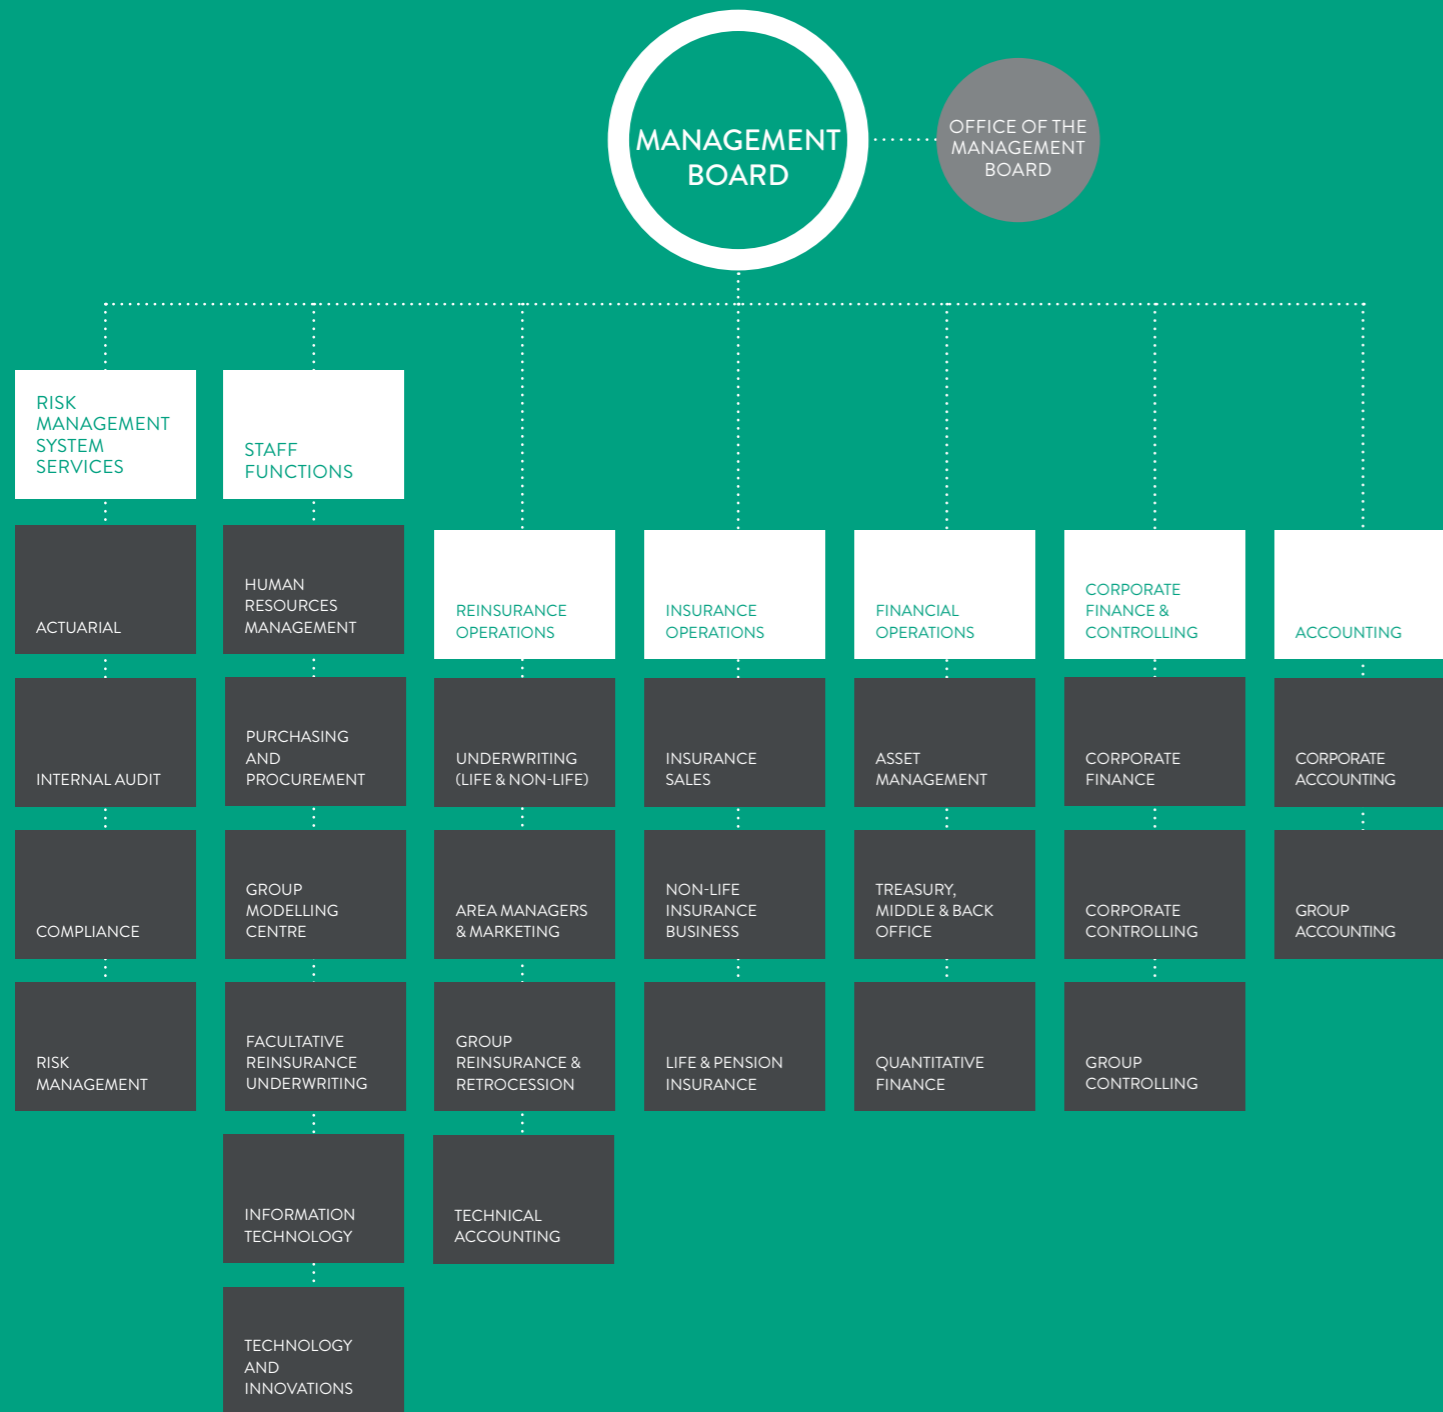 MANAGEMENT
BOARD
OFFICE OF THE
MANAGEMENT
BOARD
RISK
MANAGEMENT
SYSTEM
SERVICES
ACTUARIAL
INTERNAL AUDIT
COMPLIANCE
RISK
MANAGEMENT
STAFF
FUNCTIONS
HUMAN
RESOURCES
MANAGEMENT
PURCHASING
AND
PROCUREMENT
GROUP
MODELLING
CENTRE
FACULTATIVE
REINSURANCE
UNDERWRITING
INFORMATION
TECHNOLOGY
TECHNOLOGY
AND
INNOVATIONS
REINSURANCE
OPERATIONS
UNDERWRITING
(LIFE & NON-LIFE)
AREA MANAGERS
& MARKETING
GROUP
REINSURANCE &
RETROCESSION
TECHNICAL
ACCOUNTING
INSURANCE
OPERATIONS
INSURANCE
SALES
NON-LIFE
INSURANCE
BUSINESS
LIFE & PENSION
INSURANCE
FINANCIAL
OPERATIONS
ASSET
MANAGEMENT
TREASURY,
MIDDLE & BACK
OFFICE
QUANTITATIVE
FINANCE
CORPORATE
FINANCE &
CONTROLLING
CORPORATE
FINANCE
CORPORATE
CONTROLLING
GROUP
CONTROLLING
ACCOUNTING
CORPORATE
ACCOUNTING
GROUP
ACCOUNTING